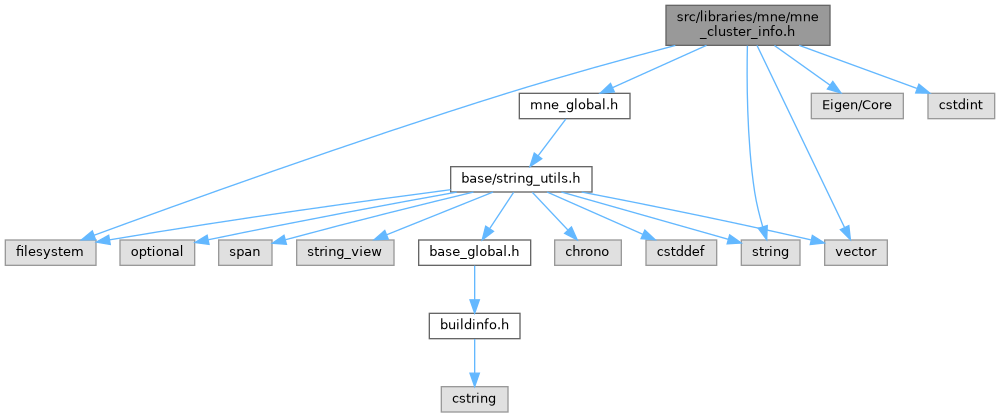 src/libraries/mne/mne
_cluster_info.h
mne_global.h
Eigen/Core
cstdint
base/string_utils.h
filesystem
optional
span
string_view
base_global.h
chrono
cstddef
string
vector
buildinfo.h
cstring